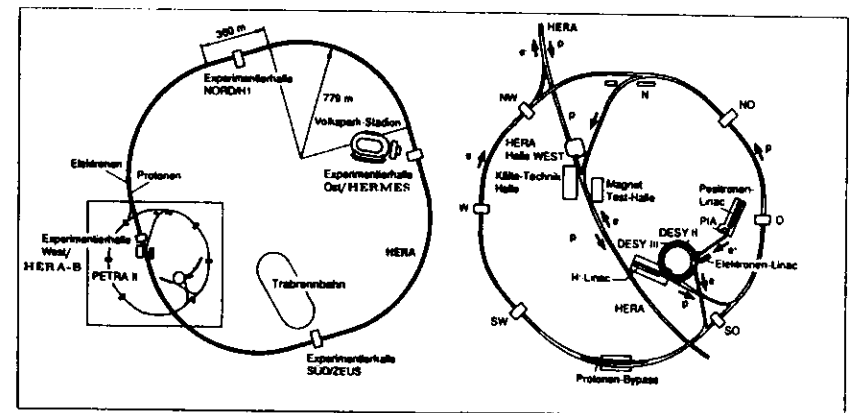 360 m
Experimentierhalle
NORD/H1
779 m
Volkspark-Stadion
Experimentierhalle
Ost/HERMES
Elektronen
Protonen
Experimentierhalle
West/
HERA-B
PETRA II
HERA
Trabrennbahn
Experimentierhalle
SÜD/ZEUS
HERA
e
p
NW
N
NO
p
HERA
Halle WEST
Kälte-Technik
Halle
Magnet
Test-Halle
Positronen-
Linac
PIA
e
p
W
O
e
p
DESY II
DESY III
e+
Elektronen-Linac
H-Linac
e
p
HERA
SW
SO
Protonen-Bypass